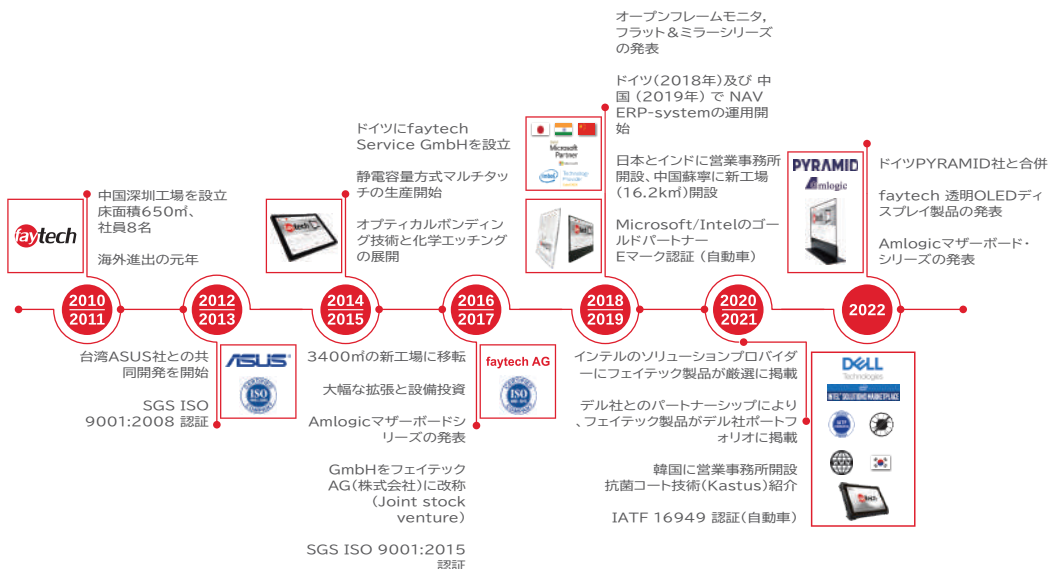 faytech
中国深圳工場を設立
床面積650㎡、
社員8名
海外進出の元年
2010
2011
台湾ASUS社との共
同開発を開始
SGS ISO
9001:2008 認証
2012
2013
ASUS
CERTIFIED
ISO
COMPANY
ドイツにfaytech
Service GmbHを設立
静電容量方式マルチタッ
チの生産開始
オプティカルボンディン
グ技術と化学エッチング
の展開
2014
2015
3400㎡の新工場に移転
大幅な拡張と設備投資
Amlogicマザーボードシ
リーズの発表
GmbHをフェイテック
AG(株式会社)に改称
(Joint stock
venture)
SGS ISO 9001:2015
認証
2016
2017
faytech AG
CERTIFIED
ISO
COMPANY
オープンフレームモニタ,
フラット＆ミラーシリーズ
の発表
ドイツ(2018年)及び 中
国 (2019年) で NAV
ERP-systemの運用開
始
日本とインドに営業事務所
開設、中国蘇寧に新工場
(16.2k㎡)開設
Microsoft/Intelのゴ
ールドパートナー
Eマーク認証 (自動車)
Microsoft
Partner
Microsoft
intel
Technology
Provider
2018
2019
インテルのソリューションプロバイダ
ーにフェイテック製品が厳選に掲載
デル社とのパートナーシップにより
、フェイテック製品がデル社ポートフ
ォリオに掲載
韓国に営業事務所開設
抗菌コート技術(Kastus)紹介
IATF 16949 認証(自動車)
2020
2021
DELL
Technologies
INTEL SOLUTIONS MARKETPLACE
IATF
faytech
PYRAMID
Amlogic
ドイツPYRAMID社と合併
faytech 透明OLEDディ
スプレイ製品の発表
Amlogicマザーボード・
シリーズの発表
2022